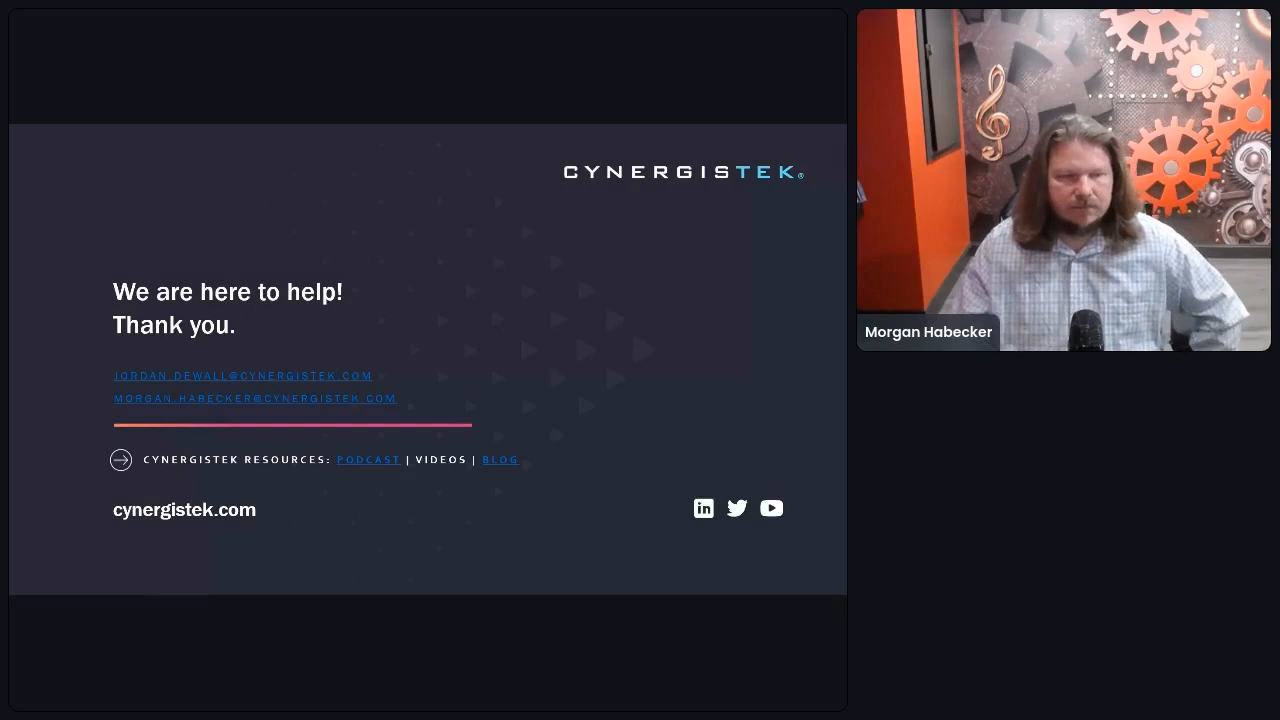 CYNERGISTEK®
We are here to help!
Thank you.
JORDAN.DEWALL@CYNERGISTEK.COM
MORGAN.HABECKER@CYNERGISTEK.COM
CYNERGISTEK RESOURCES: PODCAST | VIDEOS | BLOG
cynergistek.com
in
Morgan Habecker